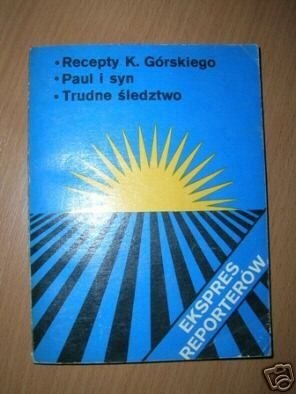 • Recepty K. Górskiego
• Paul i syn
• Trudne śledztwo
EKSPRES
REPORTERÓW